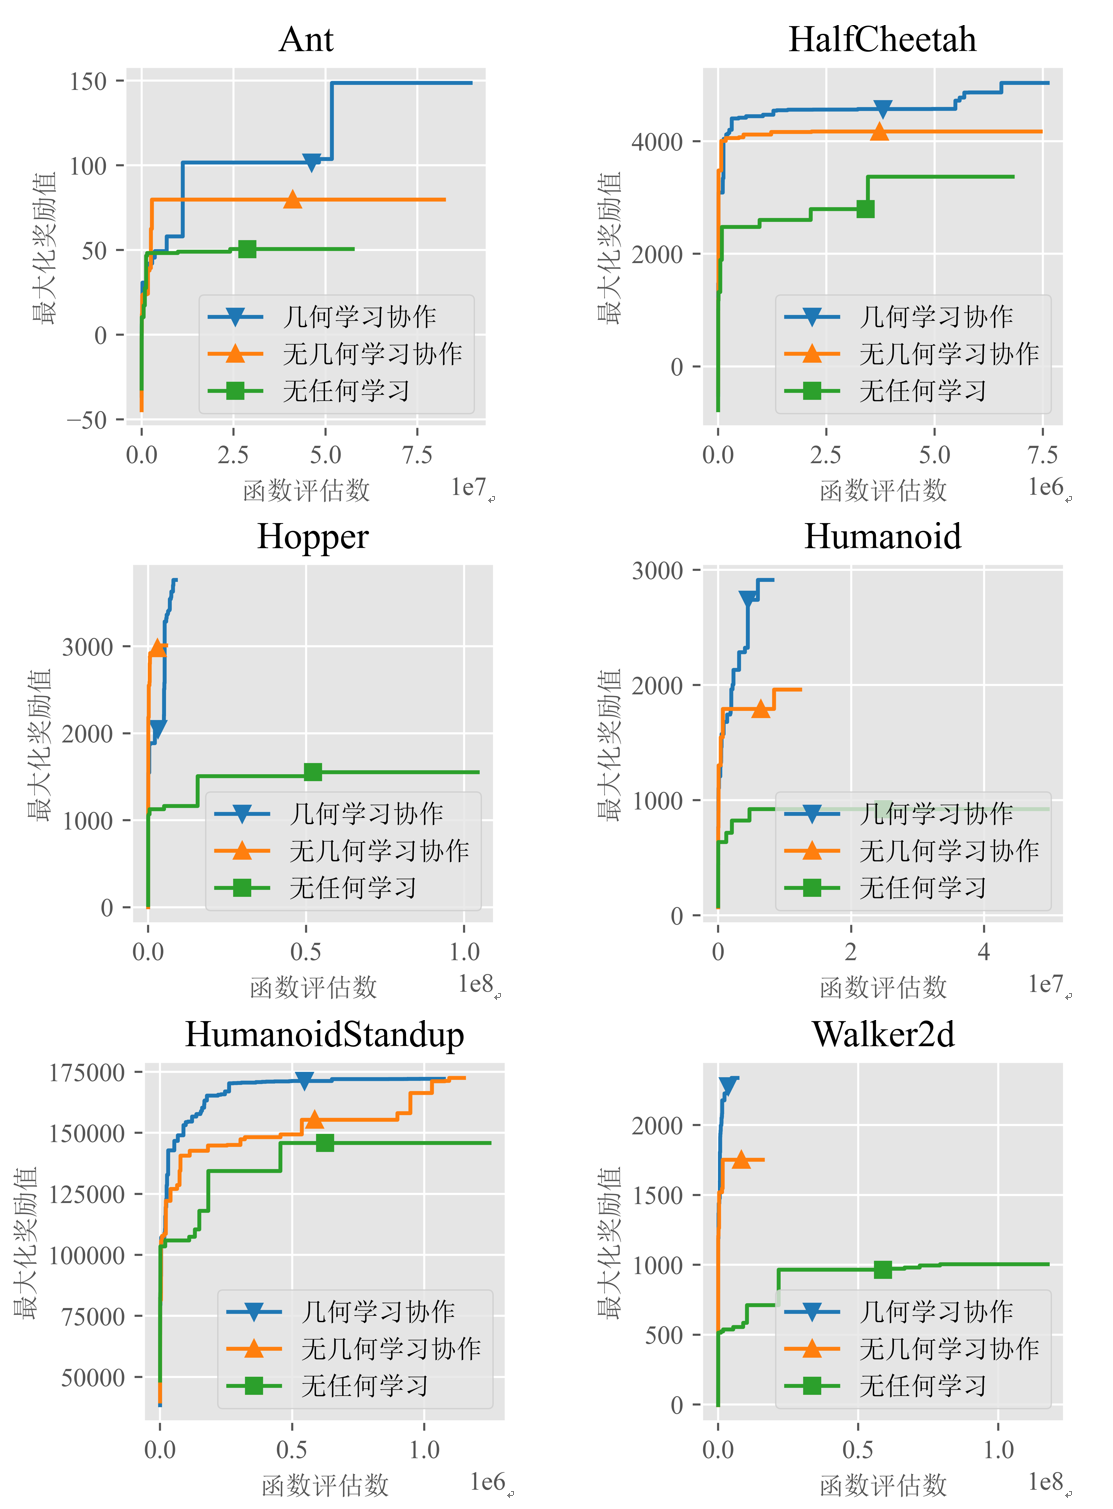 Ant
最大化奖励值
150
100
50
0
−50
几何学习协作
无几何学习协作
无任何学习
0.0 2.5 5.0 7.5
函数评估数 1e7
HalfCheetah
最大化奖励值
4000
2000
0
几何学习协作
无几何学习协作
无任何学习
0.0 2.5 5.0 7.5
函数评估数 1e6
Hopper
最大化奖励值
3000
2000
1000
0
几何学习协作
无几何学习协作
无任何学习
0.0 0.5 1.0
函数评估数 1e8
Humanoid
最大化奖励值
3000
2000
1000
0
几何学习协作
无几何学习协作
无任何学习
0 2 4
函数评估数 1e7
HumanoidStandup
最大化奖励值
175000
150000
125000
100000
75000
50000
几何学习协作
无几何学习协作
无任何学习
0.0 0.5 1.0
函数评估数 1e6
Walker2d
最大化奖励值
2000
1500
1000
500
0
几何学习协作
无几何学习协作
无任何学习
0.0 0.5 1.0
函数评估数 1e8